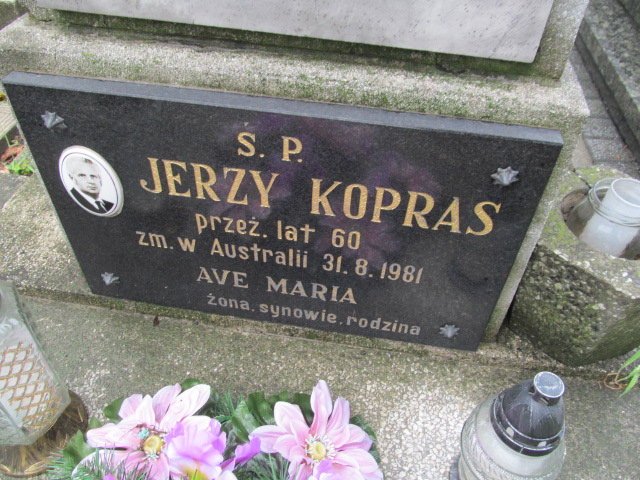 S. P.
JERZY KOPRAS
przeż. lat 60
zm. w Australii 31.8.1981
AVE MARIA
żona, synowie, rodzina